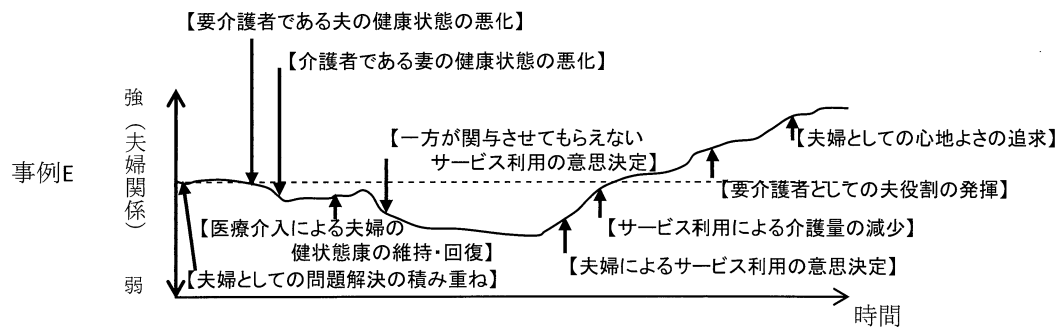 【要介護者である夫の健康状態の悪化】
【介護者である妻の健康状態の悪化】
強
（夫婦関係）
弱
事例E
【一方が関与させてもらえない
サービス利用の意思決定】
【夫婦としての心地よさの追求】
【要介護者としての夫役割の発揮】
【医療介入による夫婦の
健状態康の維持・回復】
【サービス利用による介護量の減少】
【夫婦としての問題解決の積み重ね】
【夫婦によるサービス利用の意思決定】
時間